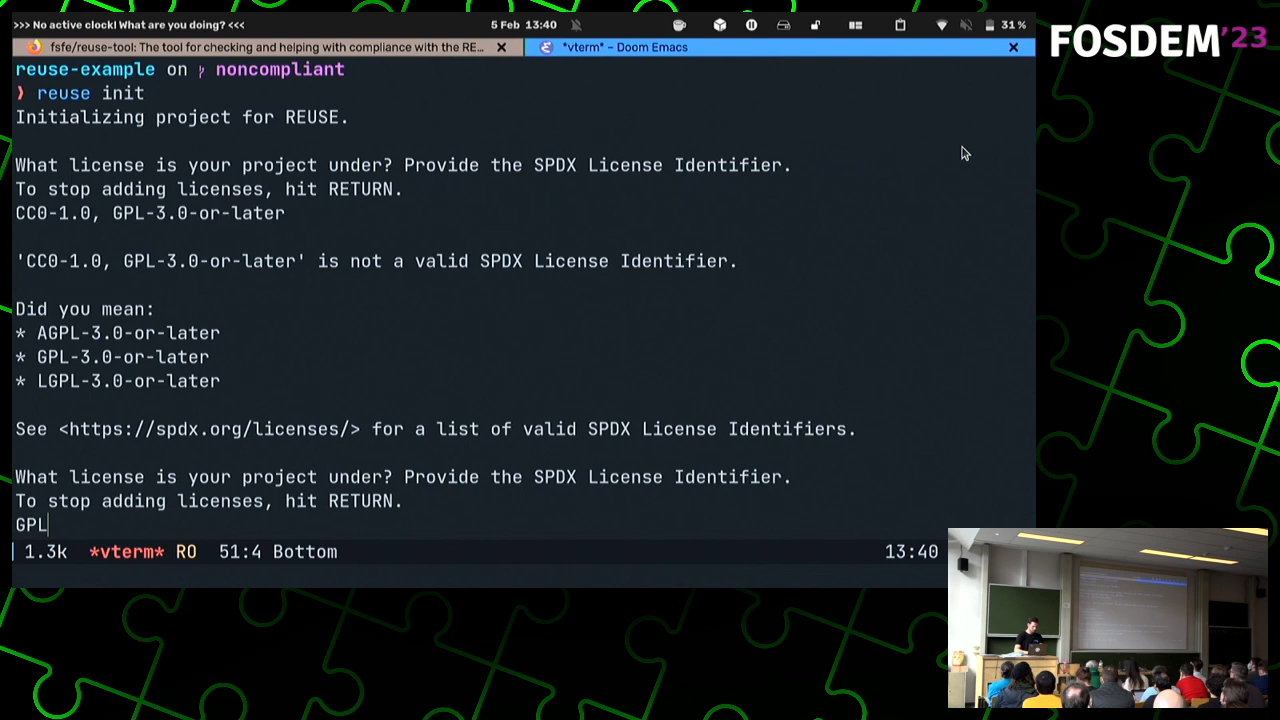 >>> No active clock! What are you doing? <<<
5 Feb 13:40
31 %
FOSDEM'23
fsfe/reuse-tool: The tool for checking and helping with compliance with the RE...
*vterm* – Doom Emacs
reuse-example on noncompliant
❫ reuse init
Initializing project for REUSE.
What license is your project under? Provide the SPDX License Identifier.
To stop adding licenses, hit RETURN.
CC0-1.0, GPL-3.0-or-later
'CC0-1.0, GPL-3.0-or-later' is not a valid SPDX License Identifier.
Did you mean:
* AGPL-3.0-or-later
* GPL-3.0-or-later
* LGPL-3.0-or-later
See <https://spdx.org/licenses/> for a list of valid SPDX License Identifiers.
What license is your project under? Provide the SPDX License Identifier.
To stop adding licenses, hit RETURN.
GPL
1.3k *vterm* RO 51:4 Bottom 13:40